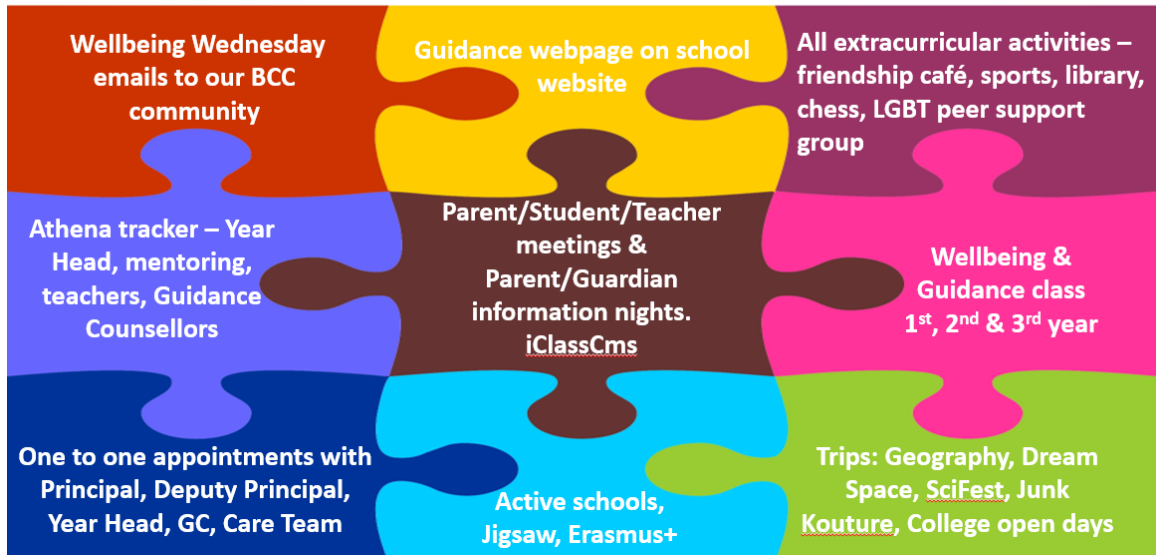 Wellbeing Wednesday
emails to our BCC
community
Guidance webpage on school
website
All extracurricular activities –
friendship café, sports, library,
chess, LGBT peer support
group
Athena tracker – Year
Head, mentoring,
teachers, Guidance
Counsellors
Parent/Student/Teacher
meetings &
Parent/Guardian
information nights.
iClassCms
Wellbeing &
Guidance class
1st, 2nd & 3rd year
One to one appointments with
Principal, Deputy Principal,
Year Head, GC, Care Team
Active schools,
Jigsaw, Erasmus+
Trips: Geography, Dream
Space, SciFest, Junk
Kouture, College open days